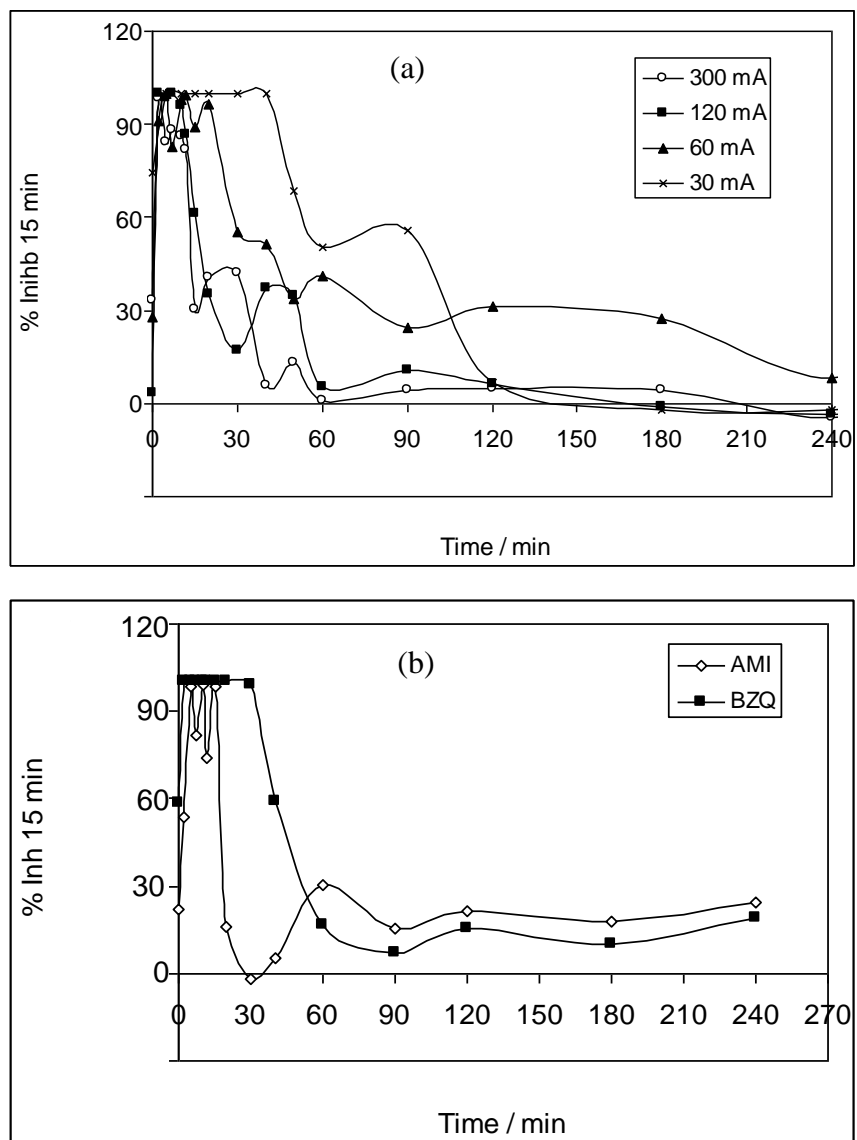 (a)
120
90
60
30
0
% Inihb 15 min
300 mA
120 mA
60 mA
30 mA
0 30 60 90 120 150 180 210 240
Time / min
(b)
120
90
60
30
0
% Inh 15 min
AMI
BZQ
0 30 60 90 120 150 180 210 240 270
Time / min